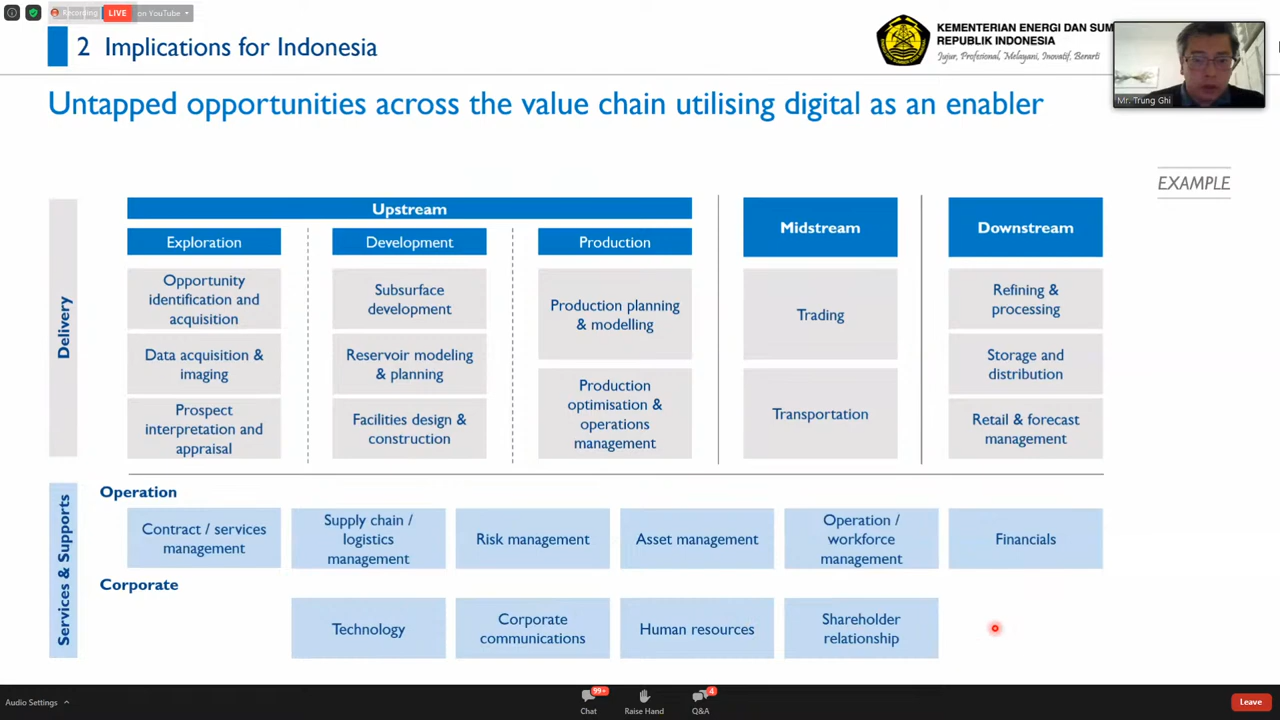 Recording
LIVE
on YouTube
2 Implications for Indonesia
KEMENTERIAN ENERGI DAN SUM
REPUBLIK INDONESIA
Jujur, Profesional, Melayani, Inovatif, Berarti
Mr. Trung Ghi
Untapped opportunities across the value chain utilising digital as an enabler
EXAMPLE
Delivery
Upstream
Midstream
Downstream
Exploration
Development
Production
Opportunity
identification and
acquisition
Data acquisition &
imaging
Prospect
interpretation and
appraisal
Subsurface
development
Reservoir modeling
& planning
Facilities design &
construction
Production planning
& modelling
Production
optimisation &
operations
management
Trading
Transportation
Refining &
processing
Storage and
distribution
Retail & forecast
management
Services & Supports
Operation
Contract / services
management
Supply chain /
logistics
management
Risk management
Asset management
Operation /
workforce
management
Financials
Corporate
Technology
Corporate
communications
Human resources
Shareholder
relationship
Audio Settings
99+
Chat
Raise Hand
4
Q&A
Leave